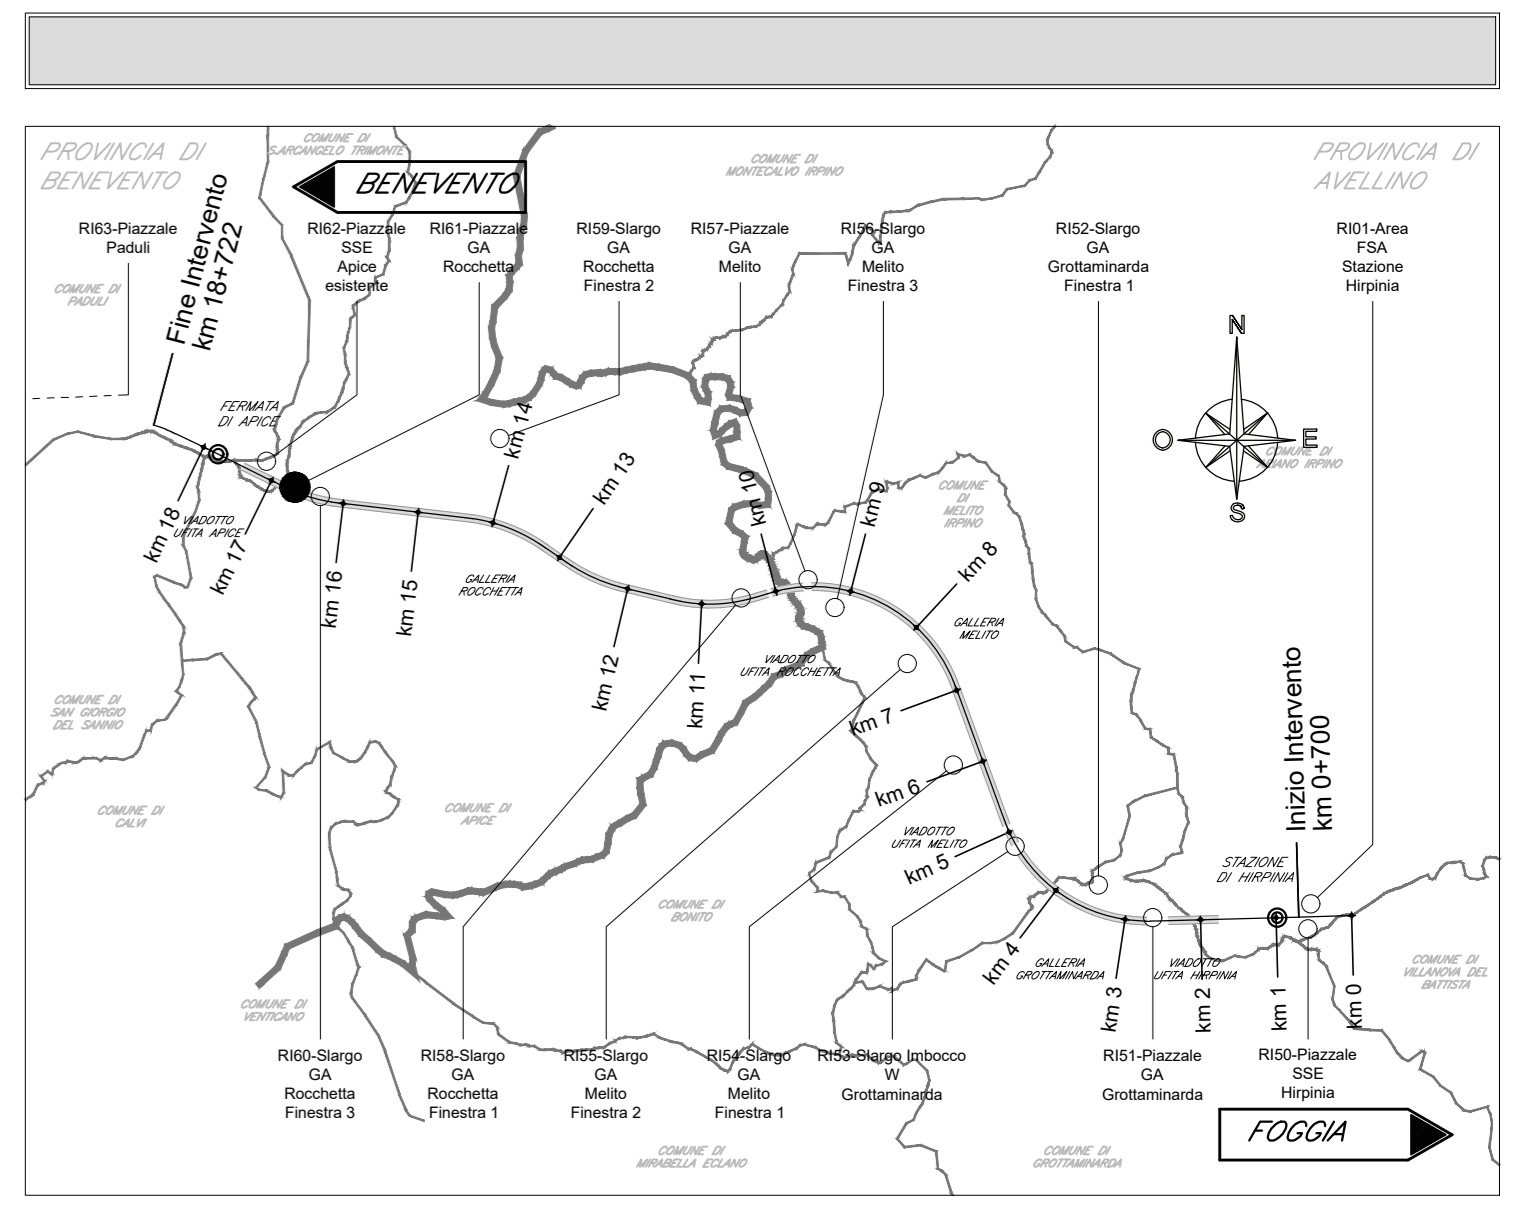 COMUNE DI
S.ARCANGELO TRIMONTE
PROVINCIA DI
BENEVENTO
COMUNE DI
MONTECALVO IRPINO
PROVINCIA DI
AVELLINO
BENEVENTO
RI63-Piazzale
Paduli
Fine Intervento
km 18+722
RI62-Piazzale
SSE
Apice
esistente
RI61-Piazzale
GA
Rocchetta
RI59-Slargo
GA
Rocchetta
Finestra 2
RI57-Piazzale
GA
Melito
RI56-Slargo
GA
Melito
Finestra 3
RI52-Slargo
GA
Grottaminarda
Finestra 1
RI01-Area
FSA
Stazione
Hirpinia
COMUNE DI
PADULI
N
O
E
S
COMUNE DI
ARIANO IRPINO
FERMATA
DI APICE
km 14
km 13
km 10
km 9
COMUNE
DI
MELITO
IRPINO
km 18
VIADOTTO
UFITA APICE
km 17
km 16
km 15
GALLERIA
ROCCHETTA
km 8
GALLERIA
MELITO
km 12
km 11
VIADOTTO
UFITA ROCCHETTA
km 7
COMUNE DI
SAN GIORGIO
DEL SANNIO
Inizio Intervento
km 0+700
km 6
COMUNE DI
CALVI
COMUNE DI
APICE
VIADOTTO
UFITA MELITO
km 5
STAZIONE
DI HIRPINIA
COMUNE DI
BONITO
km 4
GALLERIA
GROTTAMINARDA
VIADOTTO
UFITA HIRPINIA
km 3
km 2
km 1
km 0
COMUNE DI
VILLANOVA DEL
BATTISTA
COMUNE DI
VENTICANO
RI60-Slargo
GA
Rocchetta
Finestra 3
RI58-Slargo
GA
Rocchetta
Finestra 1
RI55-Slargo
GA
Melito
Finestra 2
RI54-Slargo
GA
Melito
Finestra 1
RI53-Slargo Imbocco
W
Grottaminarda
RI51-Piazzale
GA
Grottaminarda
RI50-Piazzale
SSE
Hirpinia
FOGGIA
COMUNE DI
MIRABELLA ECLANO
COMUNE DI
GROTTAMINARDA